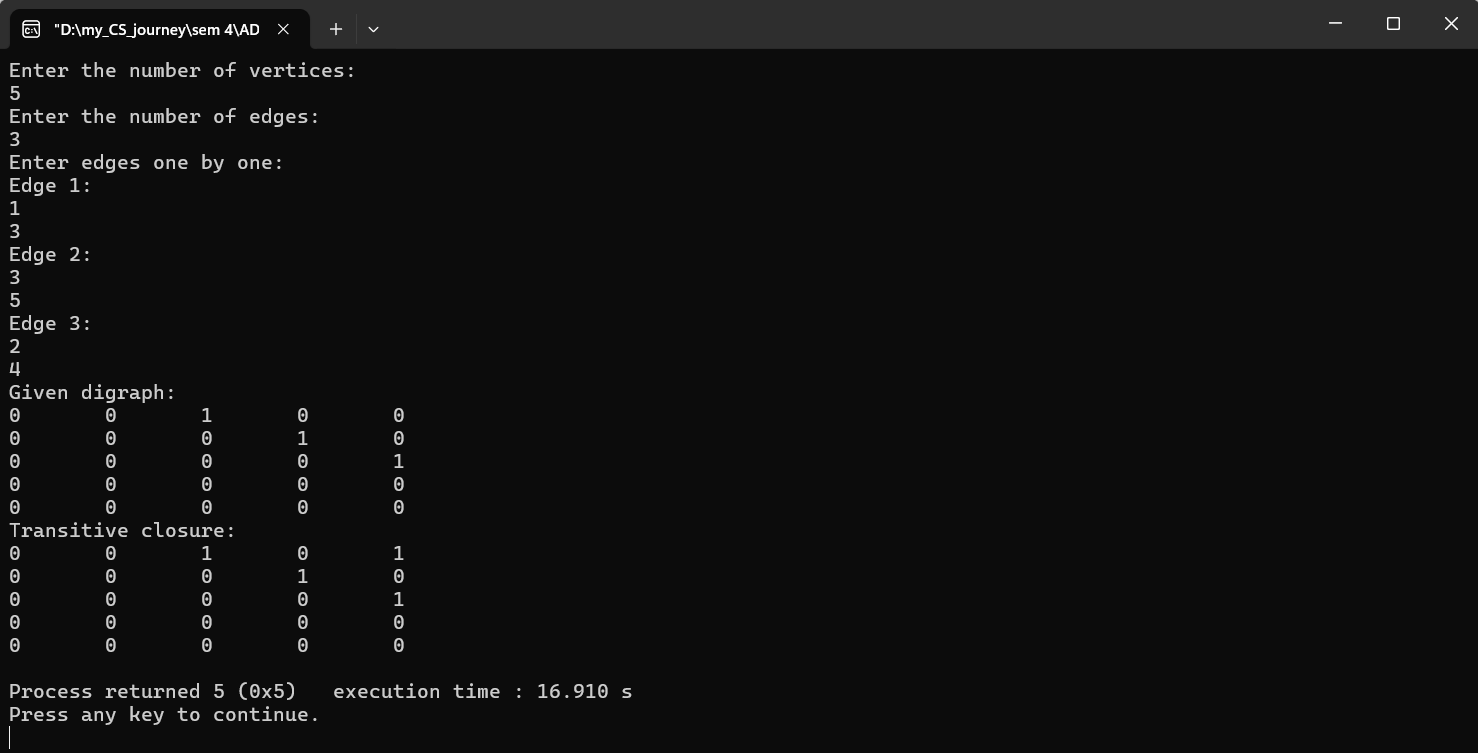 "D:\my_CS_journey\sem 4\AD
Enter the number of vertices:
5
Enter the number of edges:
3
Enter edges one by one:
Edge 1:
1
3
Edge 2:
3
5
Edge 3:
2
4
Given digraph:
0 0 1 0 0
0 0 0 1 0
0 0 0 0 1
0 0 0 0 0
0 0 0 0 0
Transitive closure:
0 0 1 0 1
0 0 0 1 0
0 0 0 0 1
0 0 0 0 0
0 0 0 0 0
Process returned 5 (0x5) execution time : 16.910 s
Press any key to continue.